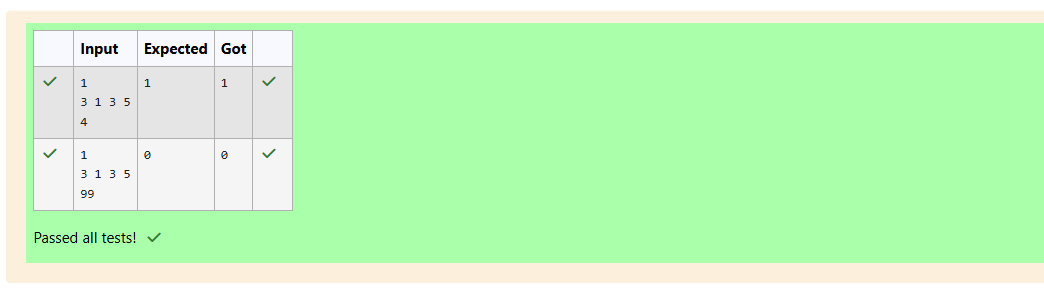 Input Expected Got
1 1 1
3 1 3 5
4
1 0 0
3 1 3 5
99
Passed all tests!